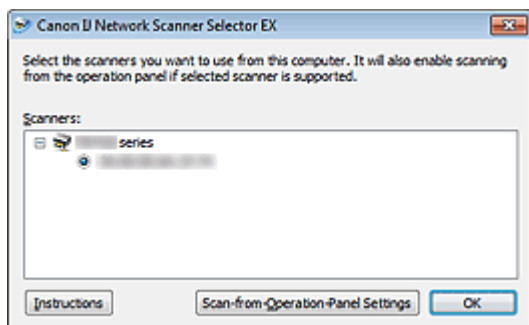 Canon IJ Network Scanner Selector EX
Select the scanners you want to use from this computer. It will also enable scanning
from the operation panel if selected scanner is supported.
Scanners:
series
Instructions
Scan-from-Operation-Panel Settings
OK